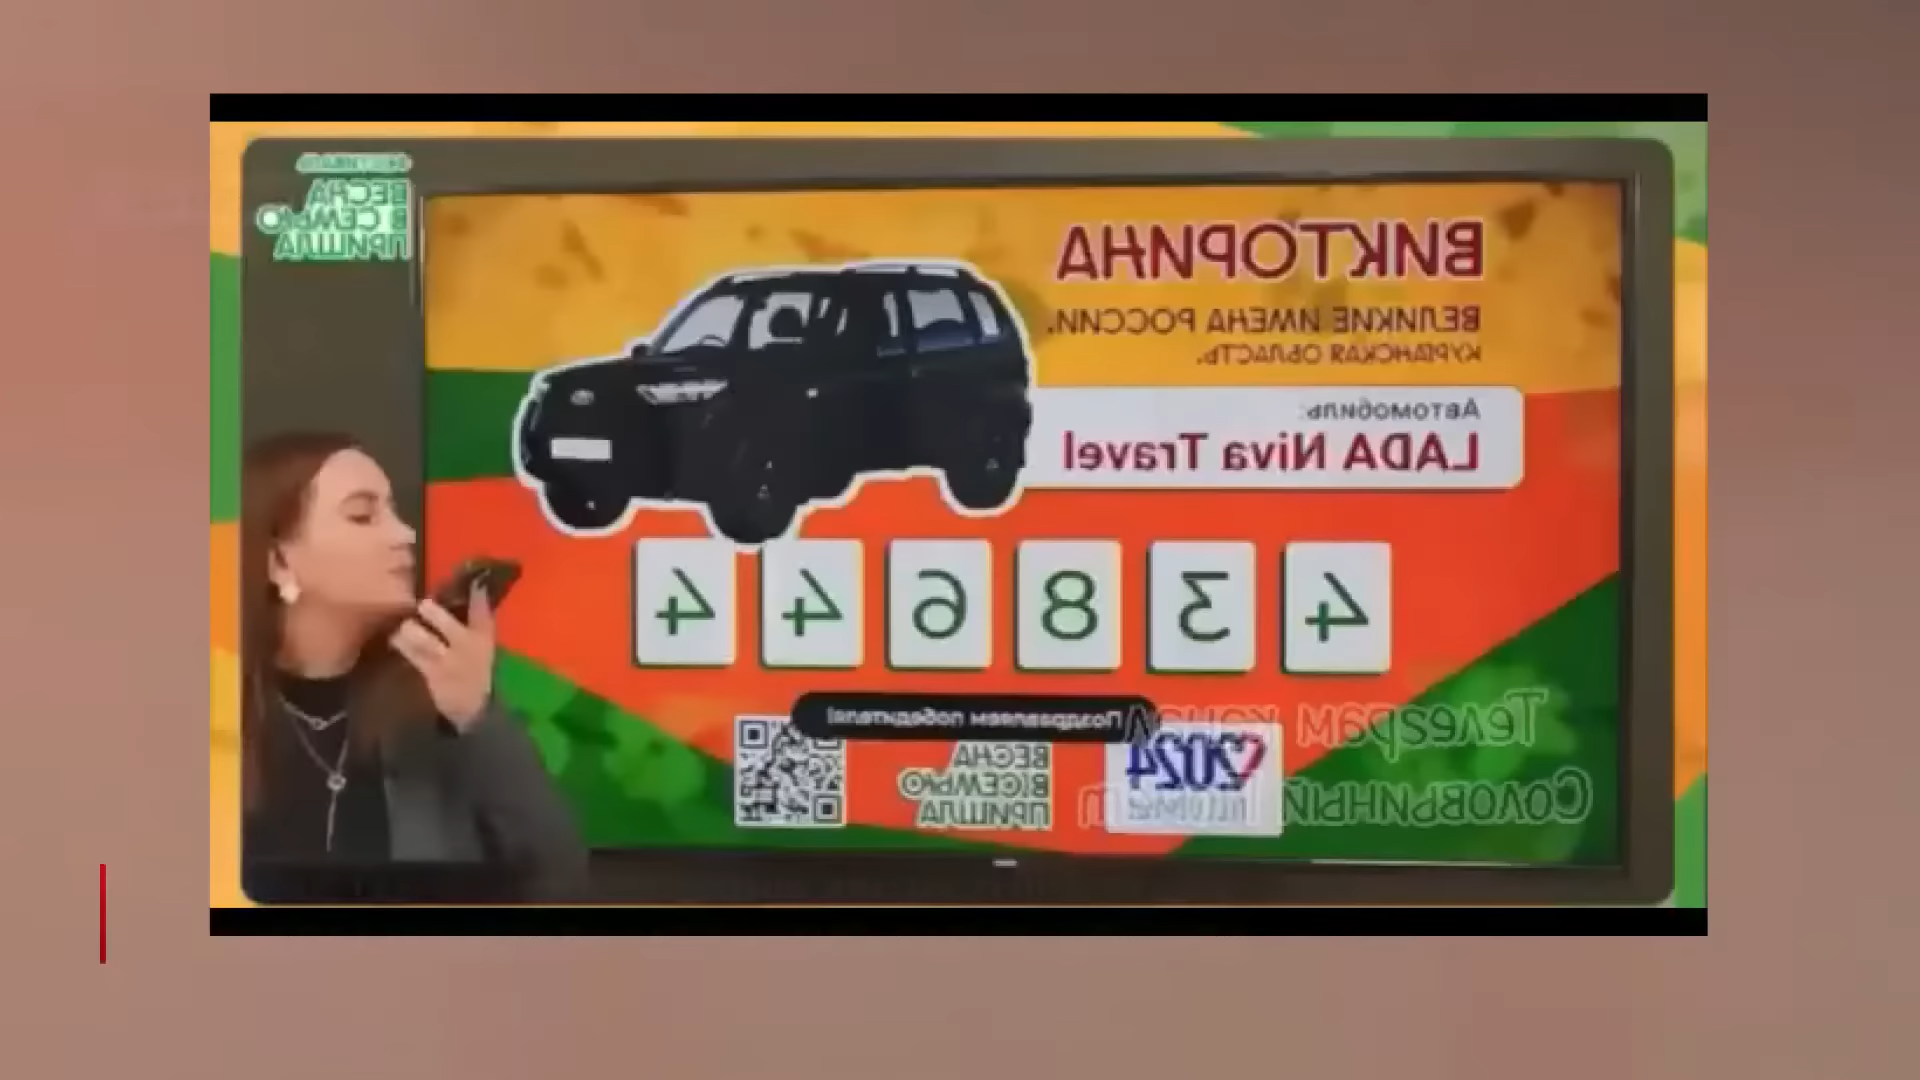 ВЕСНА
В СЕМЬЮ
ПРИШЛА
ВИКТОРИНА
ВЕЛИКИЕ ИМЕНА РОССИИ.
КУРГАНСКАЯ ОБЛАСТЬ.
Автомобиль:
LADA Niva Travel
4 3 8 6 4 4
Поздравляем победителя!
Телеграм канал
Соловьиный
2024
ВЕСНА
В СЕМЬЮ
ПРИШЛА